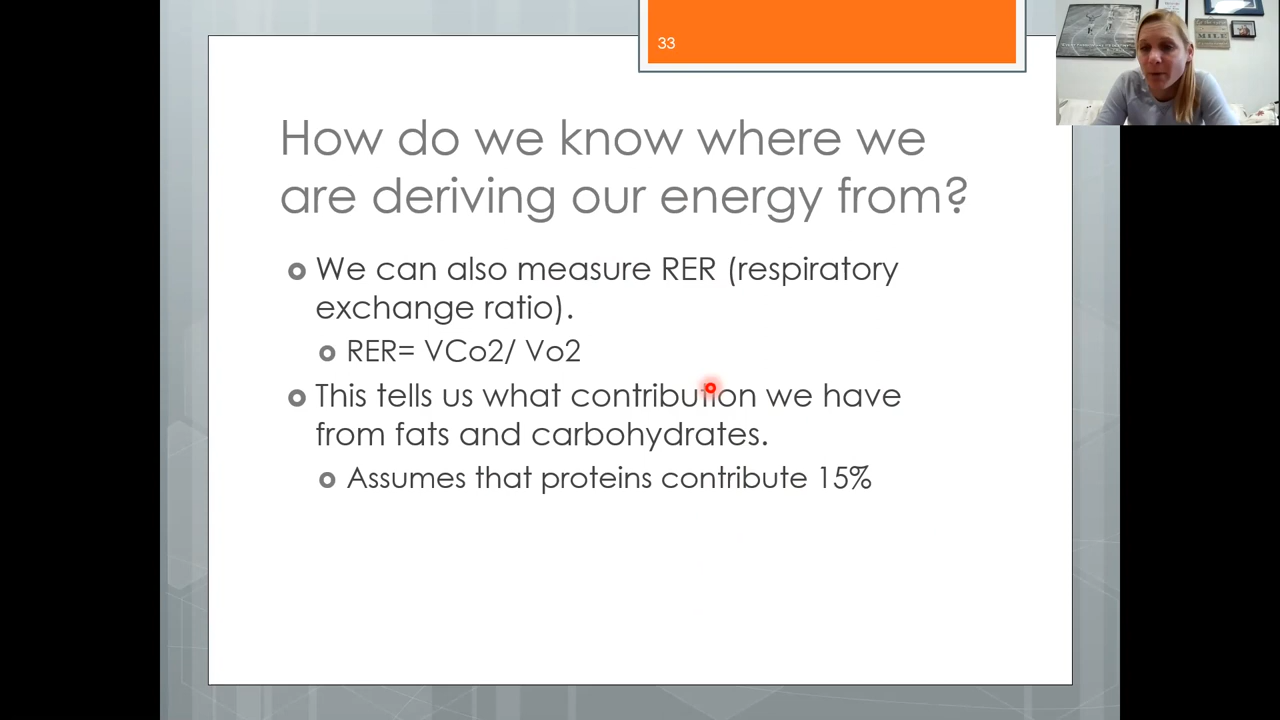 33
How do we know where we
are deriving our energy from?
We can also measure RER (respiratory
exchange ratio).
RER= VCo2/ Vo2
This tells us what contribution we have
from fats and carbohydrates.
Assumes that proteins contribute 15%